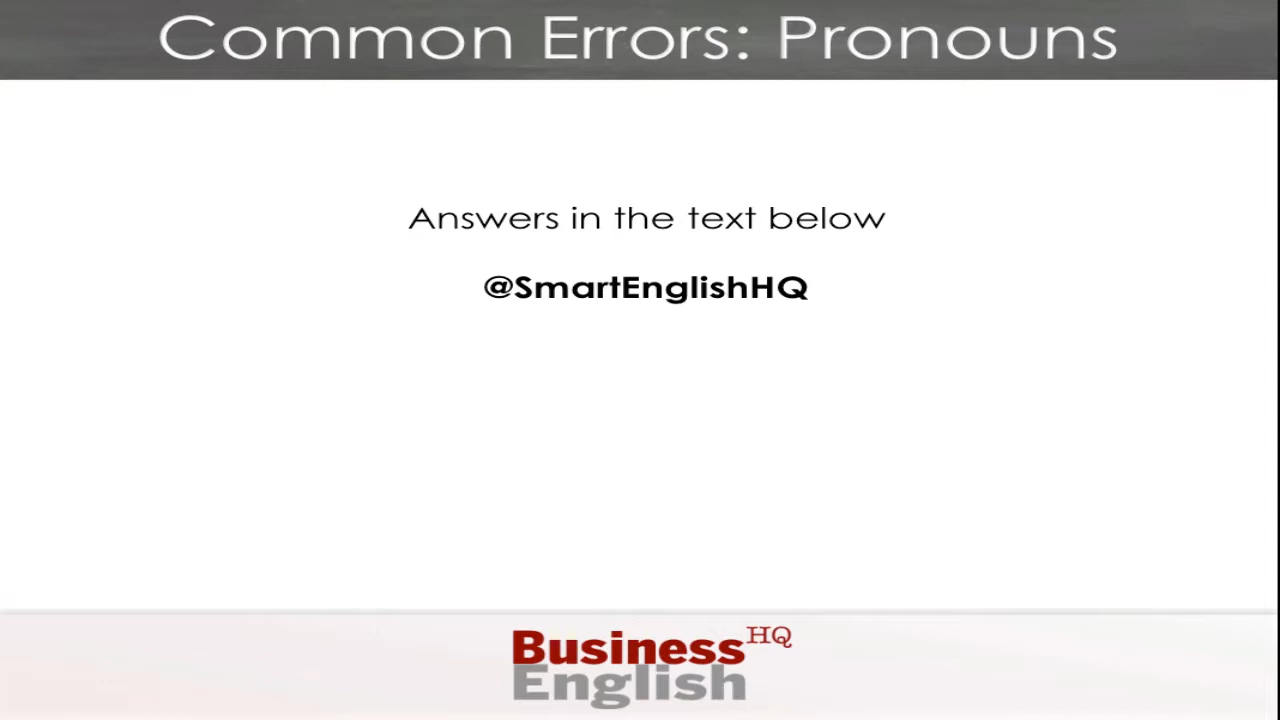 Common Errors: Pronouns
Answers in the text below
@SmartEnglishHQ
Business HQ
English